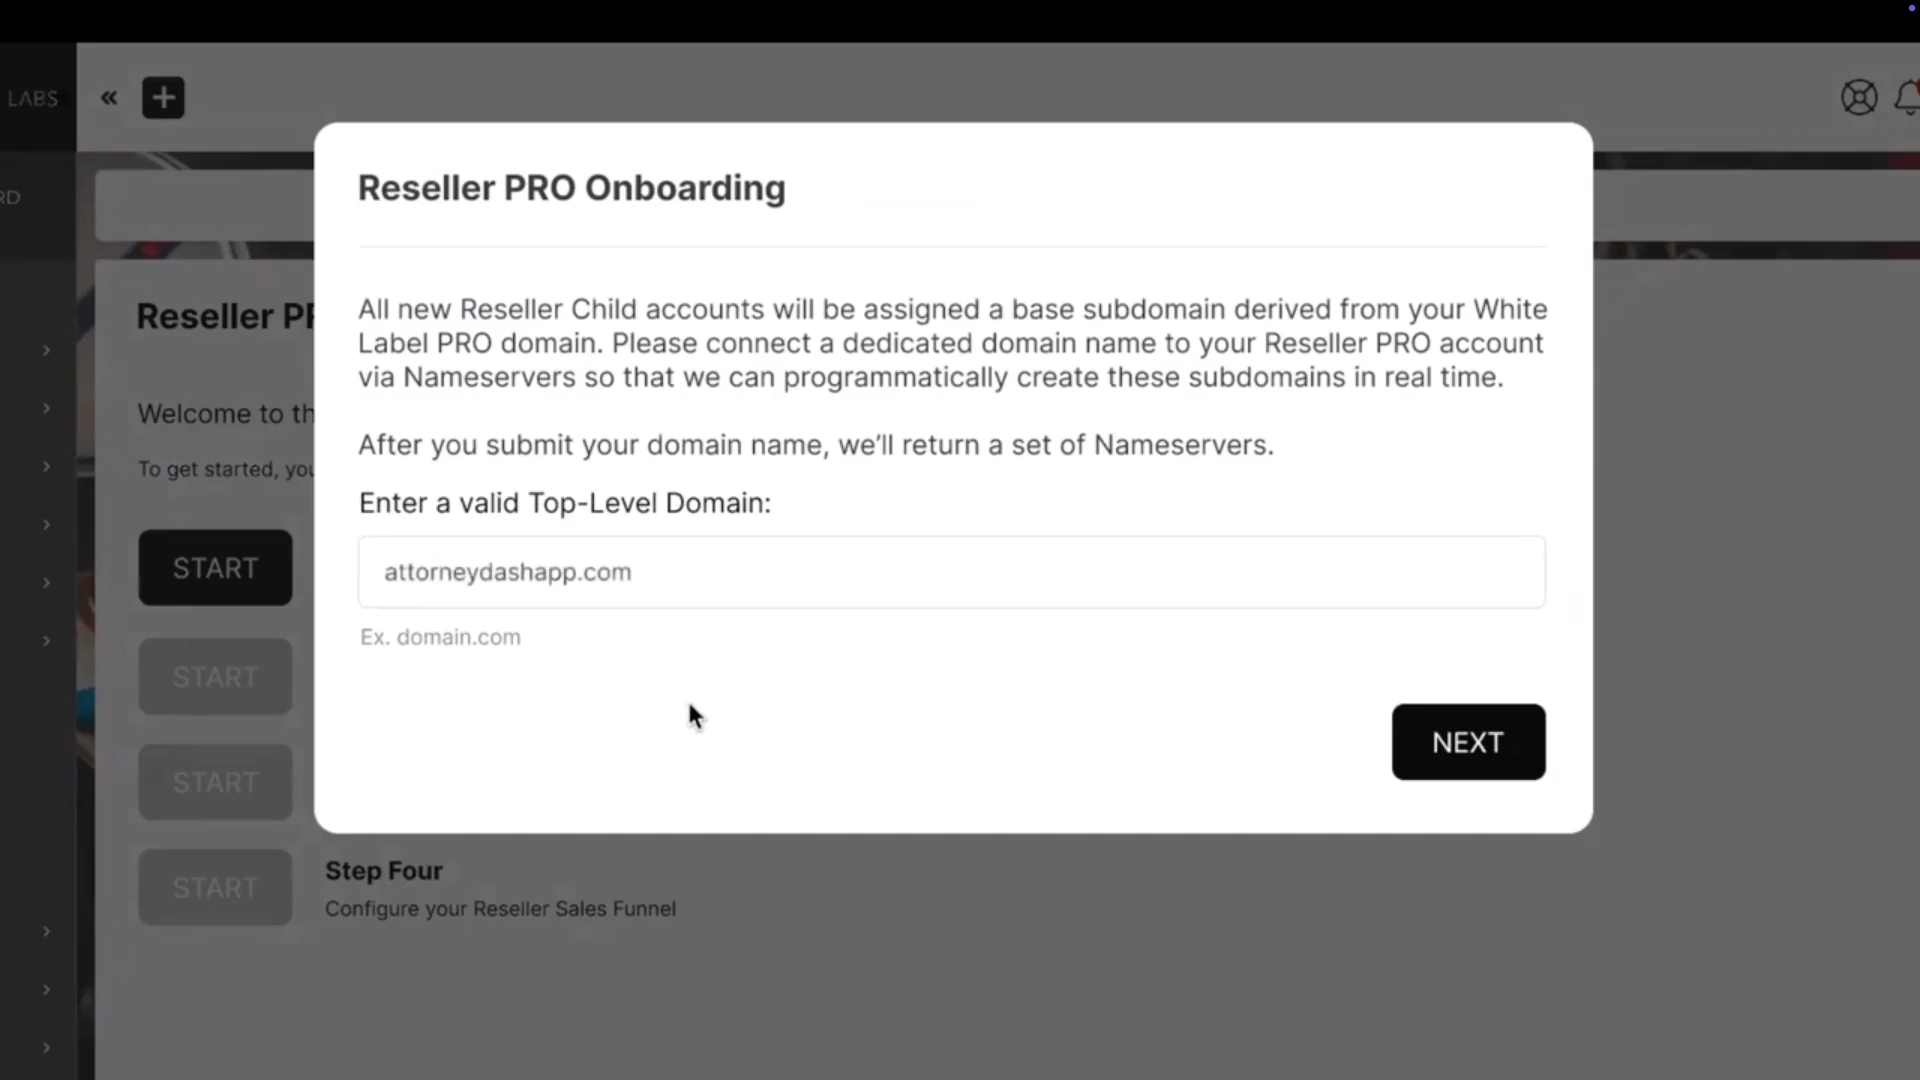 LABS
RD
Reseller PRO Onboarding
All new Reseller Child accounts will be assigned a base subdomain derived from your White
Label PRO domain. Please connect a dedicated domain name to your Reseller PRO account
via Nameservers so that we can programmatically create these subdomains in real time.
After you submit your domain name, we'll return a set of Nameservers.
Enter a valid Top-Level Domain:
attorneydashapp.com
Ex. domain.com
NEXT
Reseller P
Welcome to th
To get started, you
START
START
START
START
Step Four
Configure your Reseller Sales Funnel